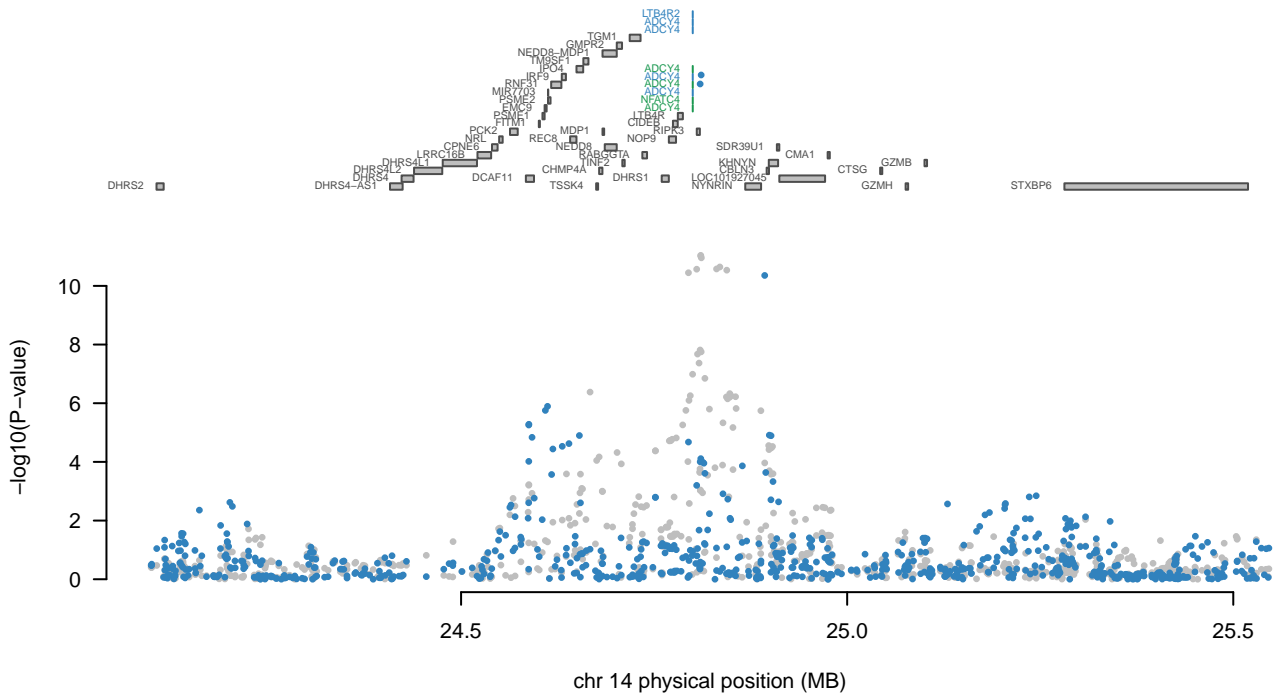 LTB4R2
ADCY4
ADCY4
TGM1
GMPR2
NEDD8−MDP1
TM9SF1
IPO4
ADCY4
IRF9
ADCY4
RNF31
ADCY4
MIR7703
ADCY4
PSME2
NFATC4
EMC9
ADCY4
PSME1
LTB4R
FITM1
CIDEB
PCK2
MDP1
RIPK3
NRL
REC8
NOP9
CPNE6
NEDD8
SDR39U1
LRRC16B
RABGGTA
CMA1
DHRS4L1
TINF2
KHNYN
GZMB
DHRS4L2
CHMP4A
CBLN3
CTSG
DHRS4
DCAF11
DHRS1
LOC101927045
DHRS2
DHRS4−AS1
TSSK4
NYNRIN
GZMH
STXBP6
10
8
6
4
2
0
−log10(P−value)
24.5
25.0
25.5
chr 14 physical position (MB)